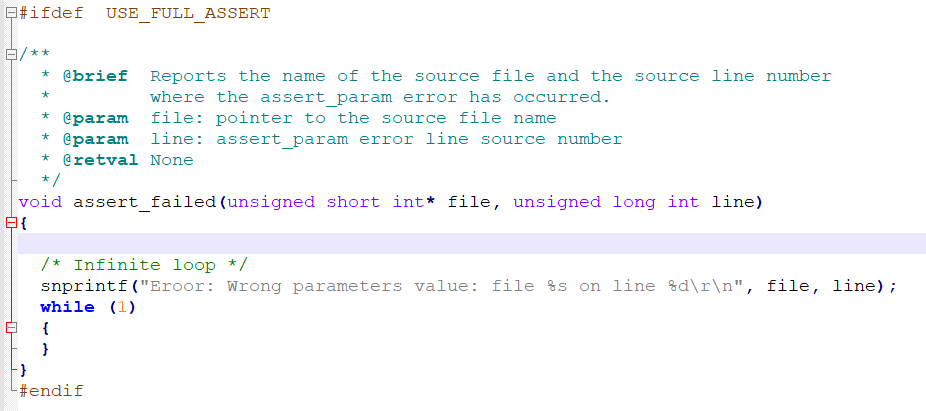 #ifdef  USE_FULL_ASSERT
/**
  * @brief  Reports the name of the source file and the source line number
  *         where the assert_param error has occurred.
  * @param  file: pointer to the source file name
  * @param  line: assert_param error line source number
  * @retval None
  */
void assert_failed(unsigned short int* file, unsigned long int line)
{
  /* Infinite loop */
  snprintf("Eroor: Wrong parameters value: file %s on line %d\r\n", file, line);
  while (1)
  {
  }
}
#endif